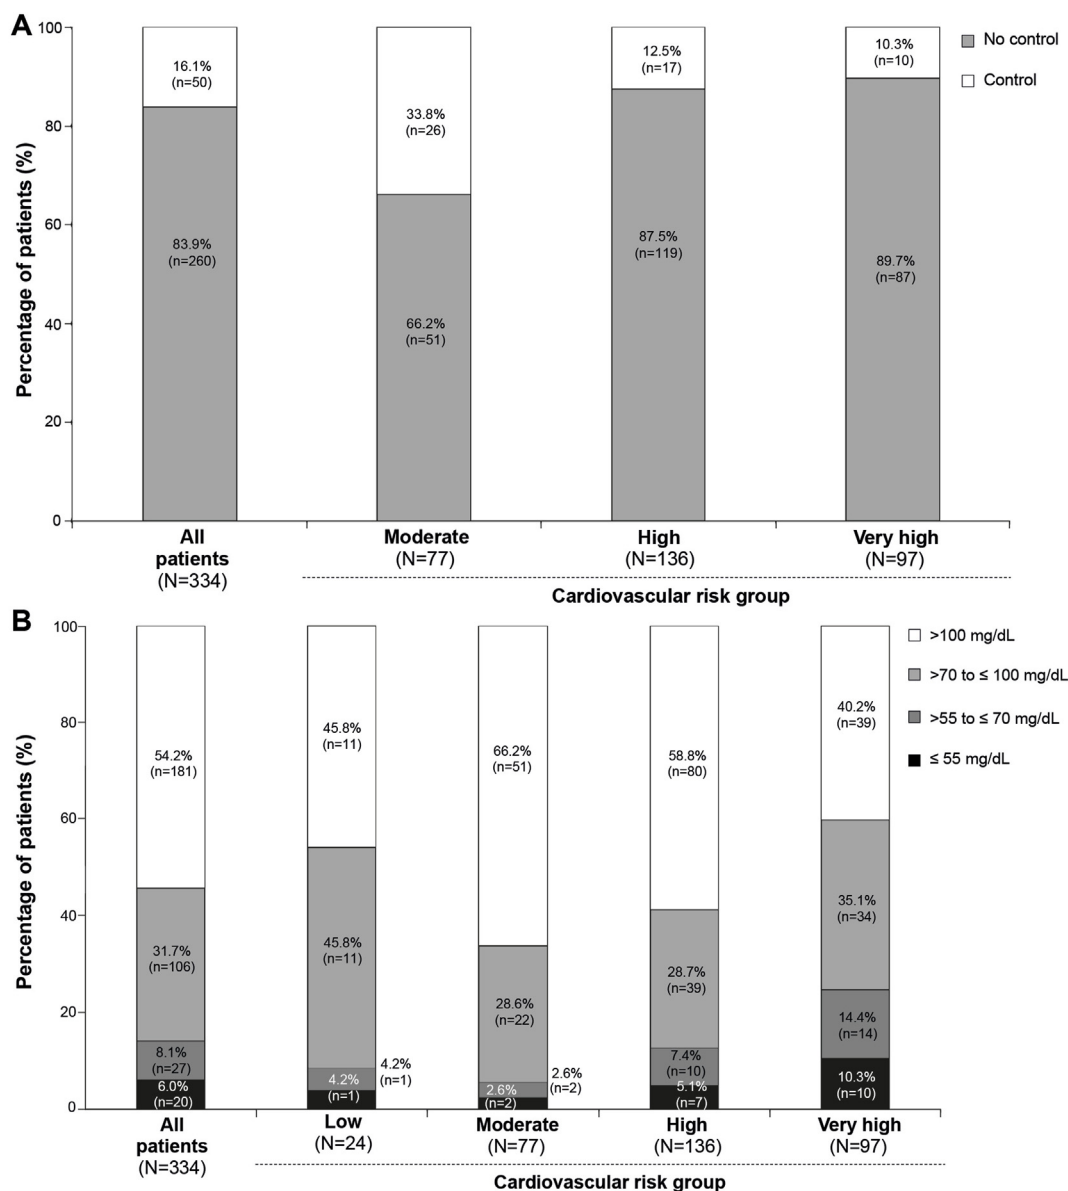 A
Percentage of patients (%)
100
80
60
40
20
0
16.1%
(n=50)
83.9%
(n=260)
33.8%
(n=26)
66.2%
(n=51)
12.5%
(n=17)
87.5%
(n=119)
10.3%
(n=10)
89.7%
(n=87)
No control
Control
All
patients
(N=334)
Moderate
(N=77)
High
(N=136)
Very high
(N=97)
Cardiovascular risk group
B
Percentage of patients (%)
100
80
60
40
20
0
54.2%
(n=181)
31.7%
(n=106)
8.1%
(n=27)
6.0%
(n=20)
45.8%
(n=11)
45.8%
(n=11)
4.2%
(n=1)
4.2%
(n=1)
66.2%
(n=51)
28.6%
(n=22)
2.6%
(n=2)
2.6%
(n=2)
58.8%
(n=80)
28.7%
(n=39)
7.4%
(n=10)
5.1%
(n=7)
40.2%
(n=39)
35.1%
(n=34)
14.4%
(n=14)
10.3%
(n=10)
>100 mg/dL
>70 to ≤ 100 mg/dL
>55 to ≤ 70 mg/dL
≤ 55 mg/dL
All
patients
(N=334)
Low
(N=24)
Moderate
(N=77)
High
(N=136)
Very high
(N=97)
Cardiovascular risk group